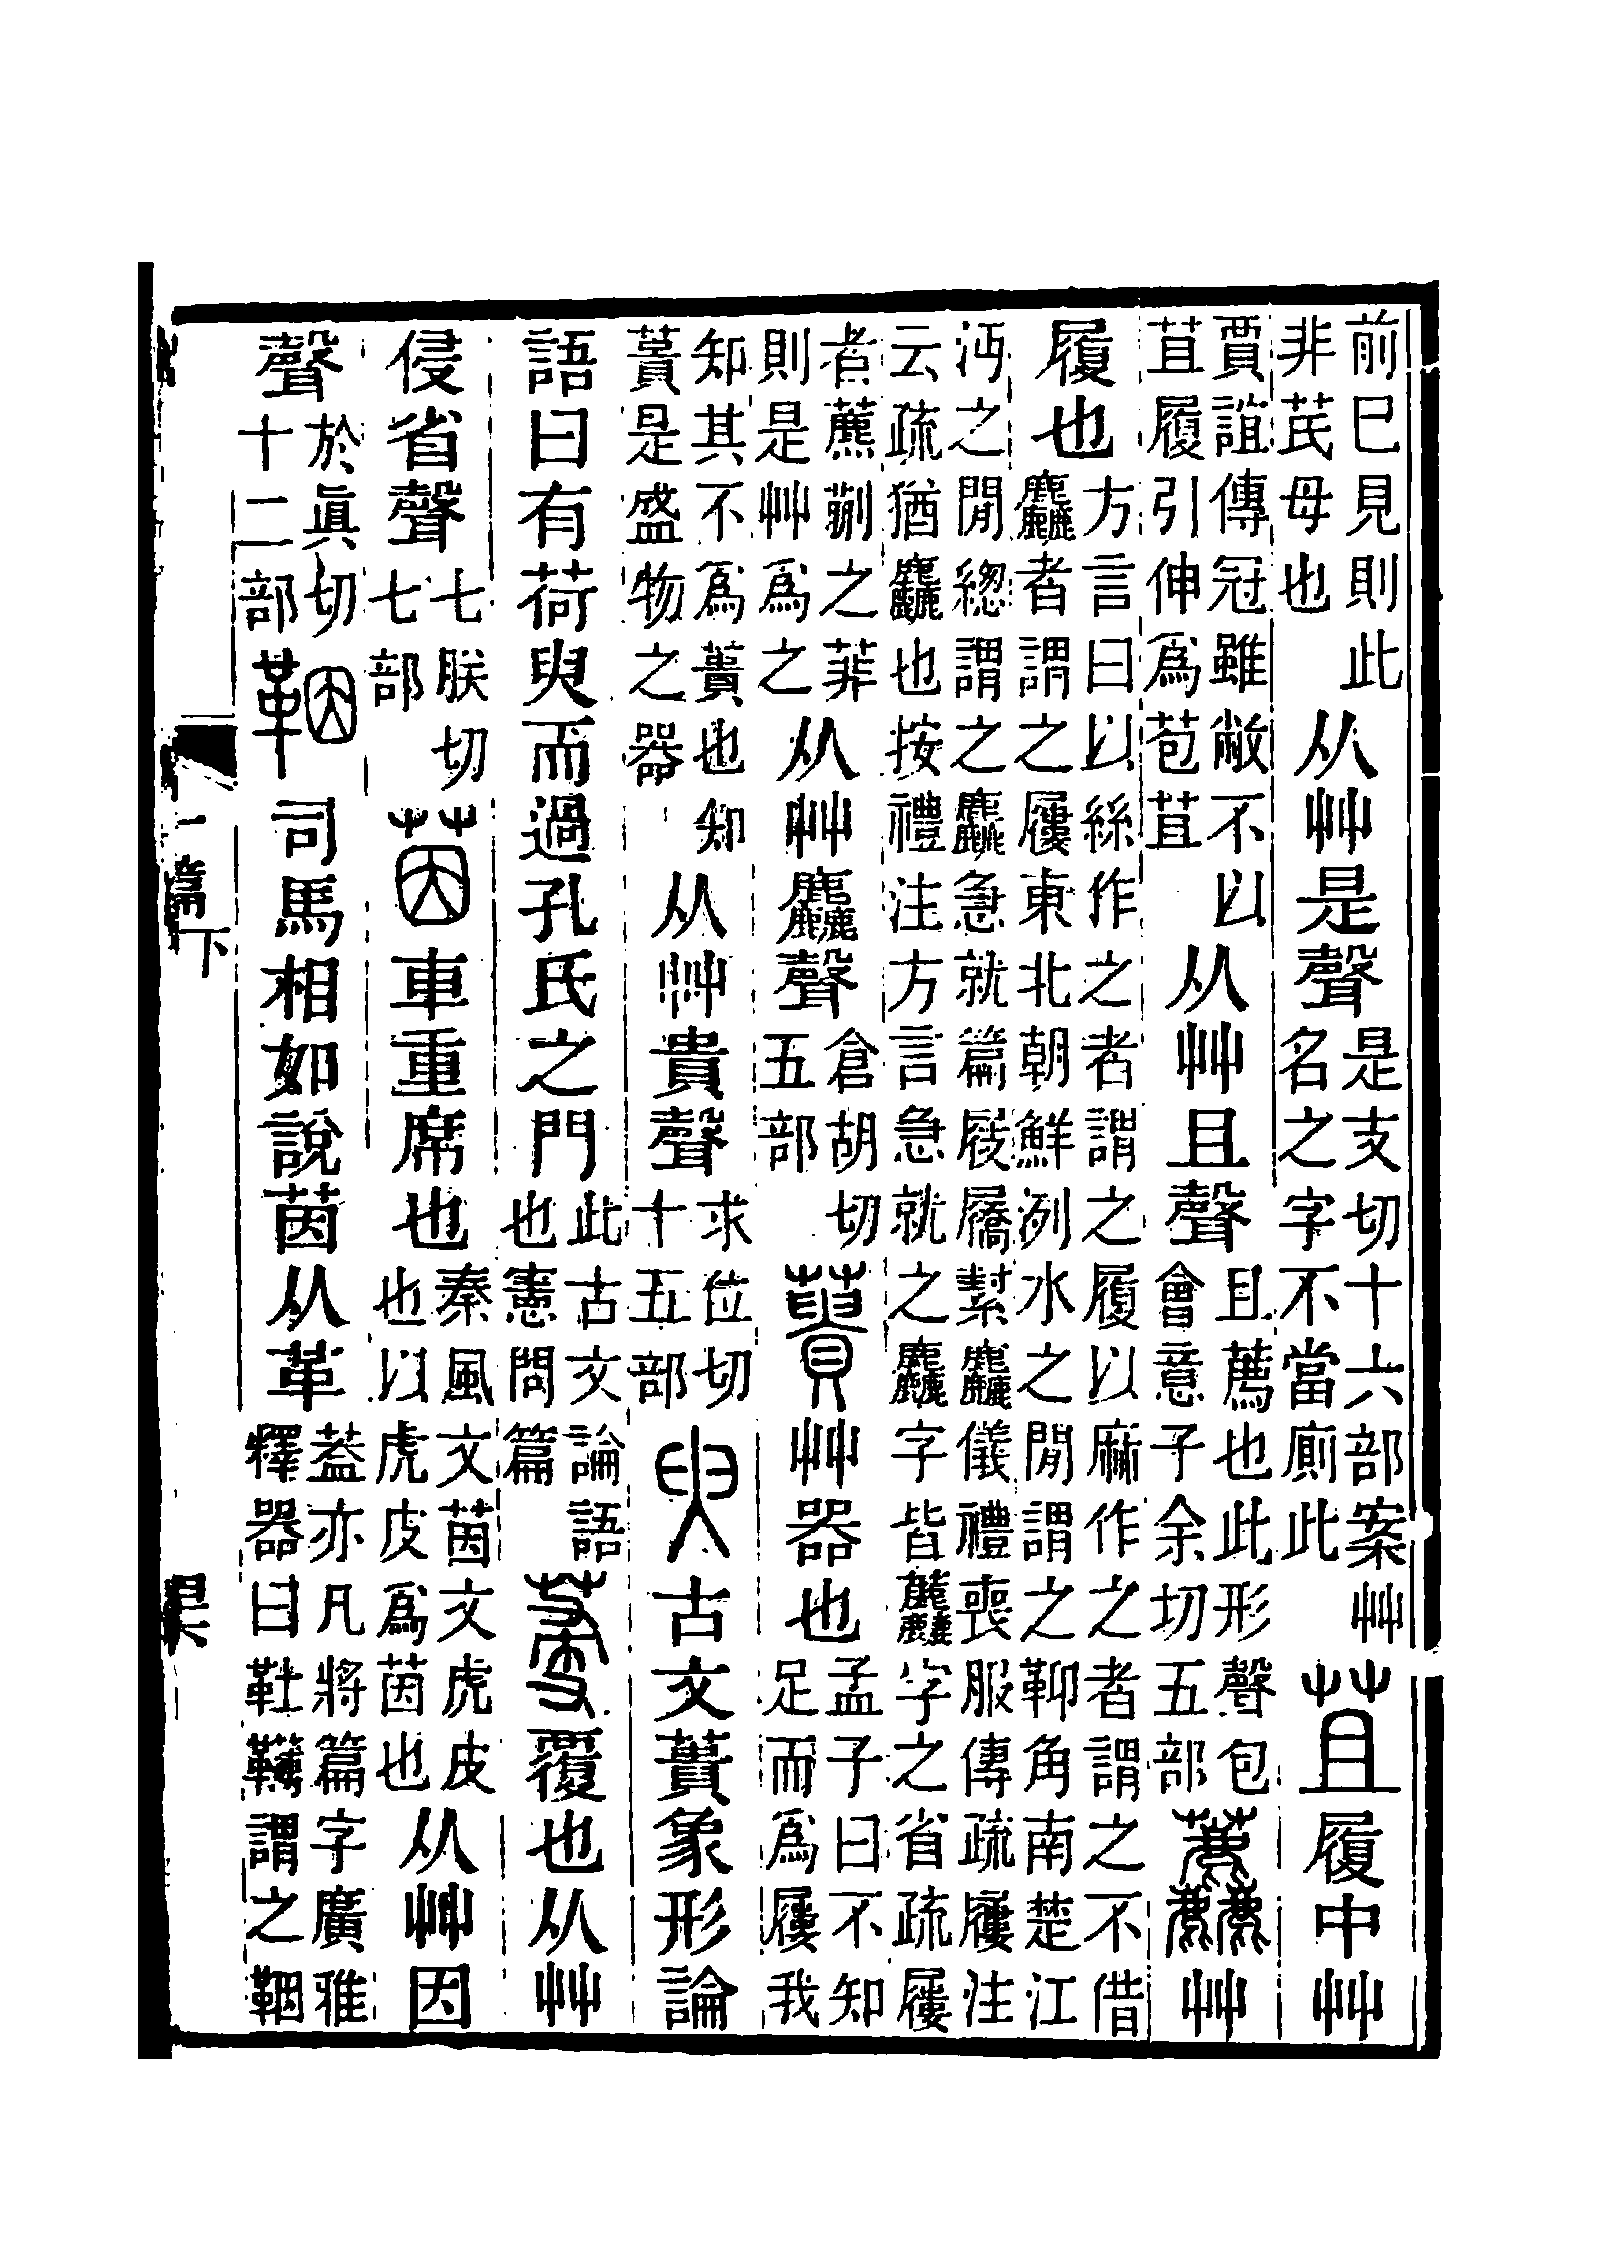 前巳見則此非芪母也从艸是聲是支切十六部案艸名之字不當廁此苴履中艸
賈誼傳冠雖敝不以苴履引伸爲苞苴从艸且聲且薦也此形聲包會意子余切五部䕳艸
履也方言曰以絲作之者謂之履以麻作之者謂之不借麤者謂之屨東北朝鮮洌水之閒謂之䩕角南楚江
沔之閒緫謂之麤急就篇屐屩𦃇麤儀禮喪服傳疏屨注云疏猶麤也按禮注方言急就之麤字皆䕳字之省疏屨
者藨蒯之菲則是艸爲之从艸麤聲倉胡切五部蕢艸器也孟子曰不知足而爲屨我
知其不爲蕢也知蕢是盛物之器从艸貴聲求位切十五部臾古文蕢象形論
語曰有荷臾而過孔氏之門此古文論語也憲問篇葠覆也从艸
侵省聲七朕切七部茵車重席也秦風文茵文虎皮也以虎皮爲茵也从艸因
聲於眞切十二部鞇司馬相如說茵从革蓋亦凡將篇字廣雅釋器曰靯䪙謂之鞇
一篇下